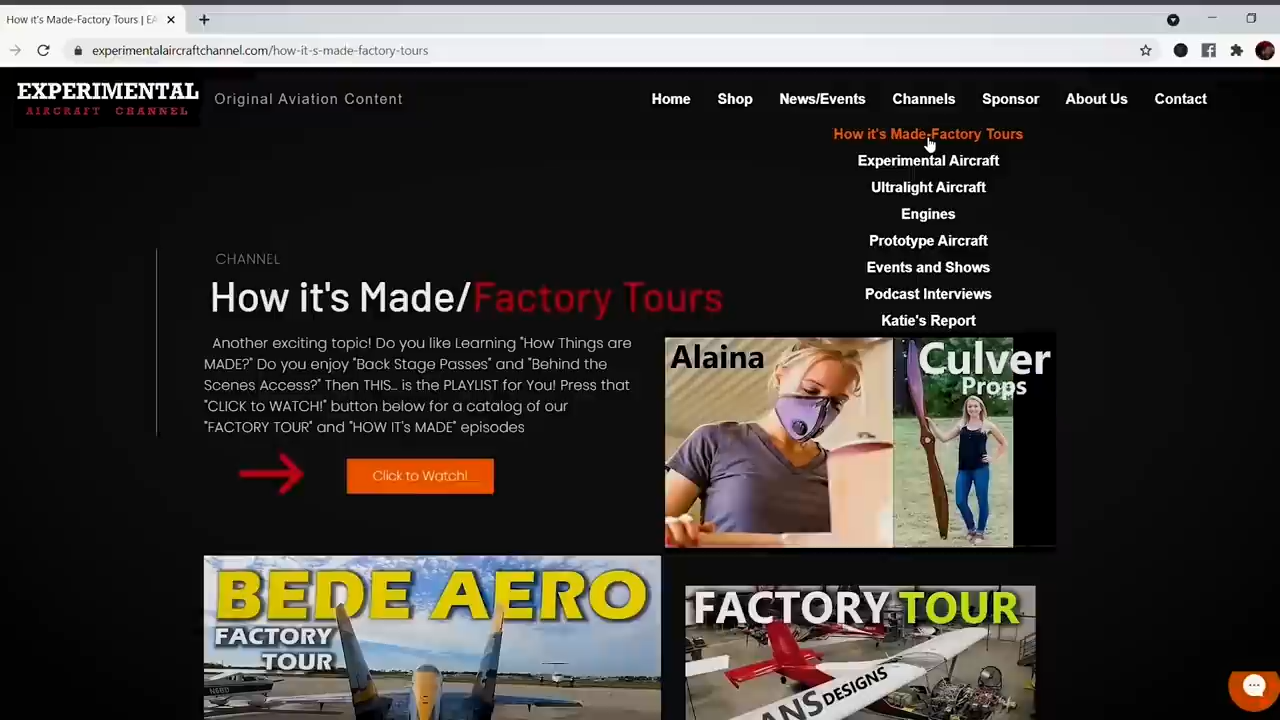 How it's Made-Factory Tours | EA
experimentalaircraftchannel.com/how-it-s-made-factory-tours
EXPERIMENTAL
AIRCRAFT CHANNEL
Original Aviation Content
Home
Shop
News/Events
Channels
Sponsor
About Us
Contact
How it's Made-Factory Tours
Experimental Aircraft
Ultralight Aircraft
Engines
Prototype Aircraft
Events and Shows
Podcast Interviews
Katie's Report
CHANNEL
How it's Made/Factory Tours
Another exciting topic! Do you like Learning "How Things are
MADE?" Do you enjoy "Back Stage Passes" and "Behind the
Scenes Access?" Then THIS... is the PLAYLIST for You! Press that
"CLICK to WATCH!" button below for a catalog of our
"FACTORY TOUR" and "HOW IT's MADE" episodes
Click to Watch!
Alaina
Culver
Props
BEDE AERO
FACTORY
TOUR
FACTORY TOUR
ANS DESIGNS